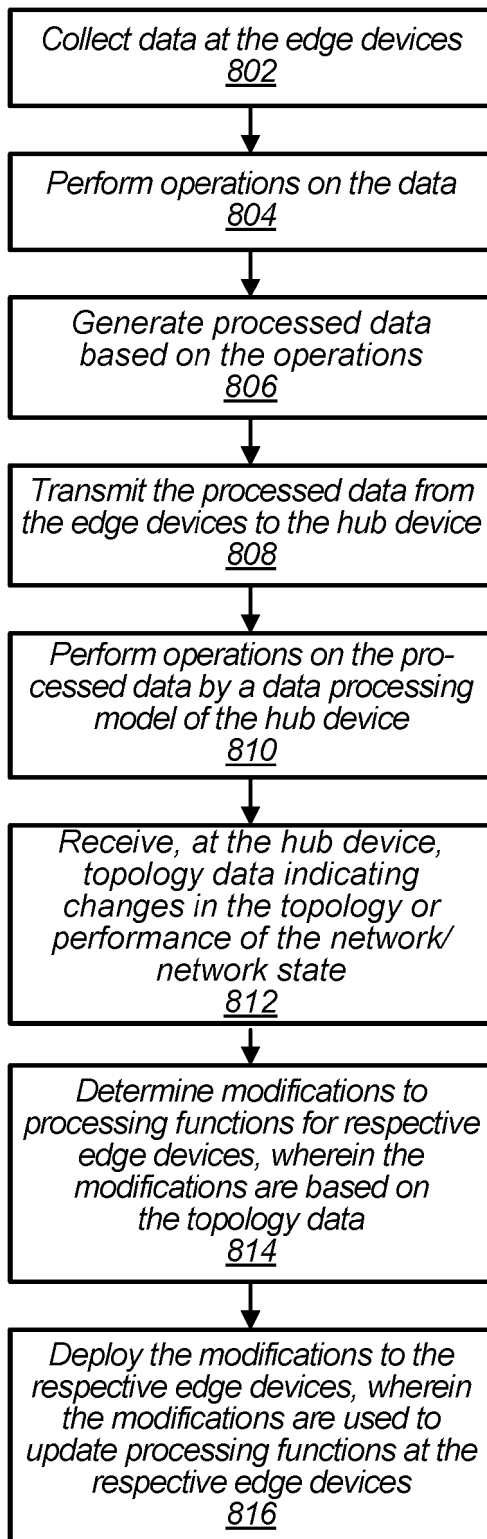 Collect data at the edge devices
802
Perform operations on the data
804
Generate processed data
based on the operations
806
Transmit the processed data from
the edge devices to the hub device
808
Perform operations on the pro-
cessed data by a data processing
model of the hub device
810
Receive, at the hub device,
topology data indicating
changes in the topology or
performance of the network/
network state
812
Determine modifications to
processing functions for respective
edge devices, wherein the
modifications are based on
the topology data
814
Deploy the modifications to the
respective edge devices, wherein
the modifications are used to
update processing functions at the
respective edge devices
816